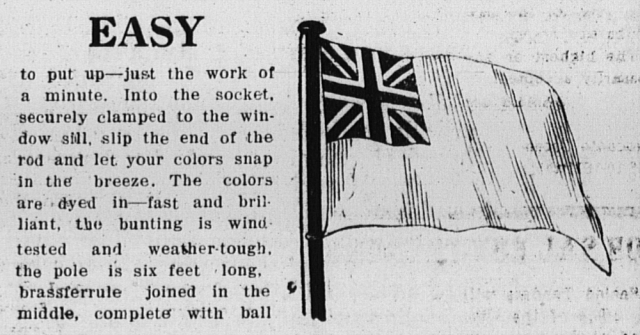 EASY
to put up—just the work of
a minute. Into the socket,
securely clamped to the win-
dow sill, slip the end of the
rod and let your colors snap
in the breeze. The colors
are dyed in—fast and bril-
liant, the bunting is wind-
tested and weather-tough,
the pole is six feet long,
brassferrule joined in the
middle, complete with ball